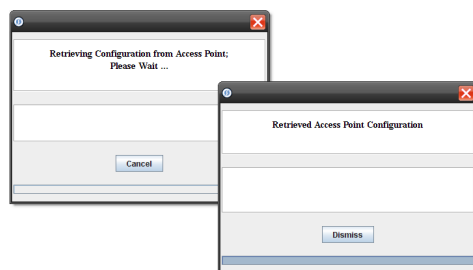 Retrieving Configuration from Access Point;
Please Wait ...
Cancel
Retrieved Access Point Configuration
Dismiss